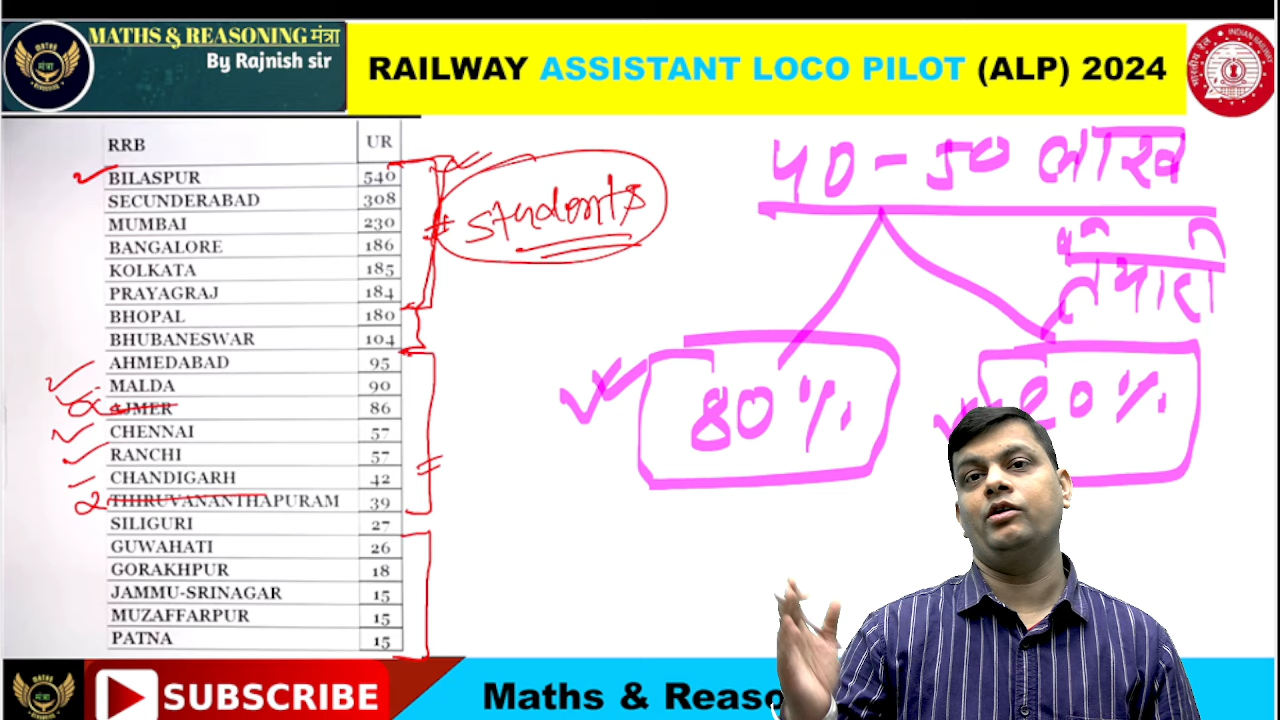 MATHS & REASONING मंत्रा
By Rajnish sir
RAILWAY ASSISTANT LOCO PILOT (ALP) 2024
RRB UR
BILASPUR 540
SECUNDERABAD 308
MUMBAI 230
BANGALORE 186
KOLKATA 185
PRAYAGRAJ 184
BHOPAL 180
BHUBANESWAR 104
AHMEDABAD 95
MALDA 90
AJMER 86
CHENNAI 57
RANCHI 57
CHANDIGARH 42
THIRUVANANTHAPURAM 39
SILIGURI 27
GUWAHATI 26
GORAKHPUR 18
JAMMU-SRINAGAR 15
MUZAFFARPUR 15
PATNA 15
students
40-50 लाख
तैयारी
80%
20%
SUBSCRIBE
Maths & Reaso